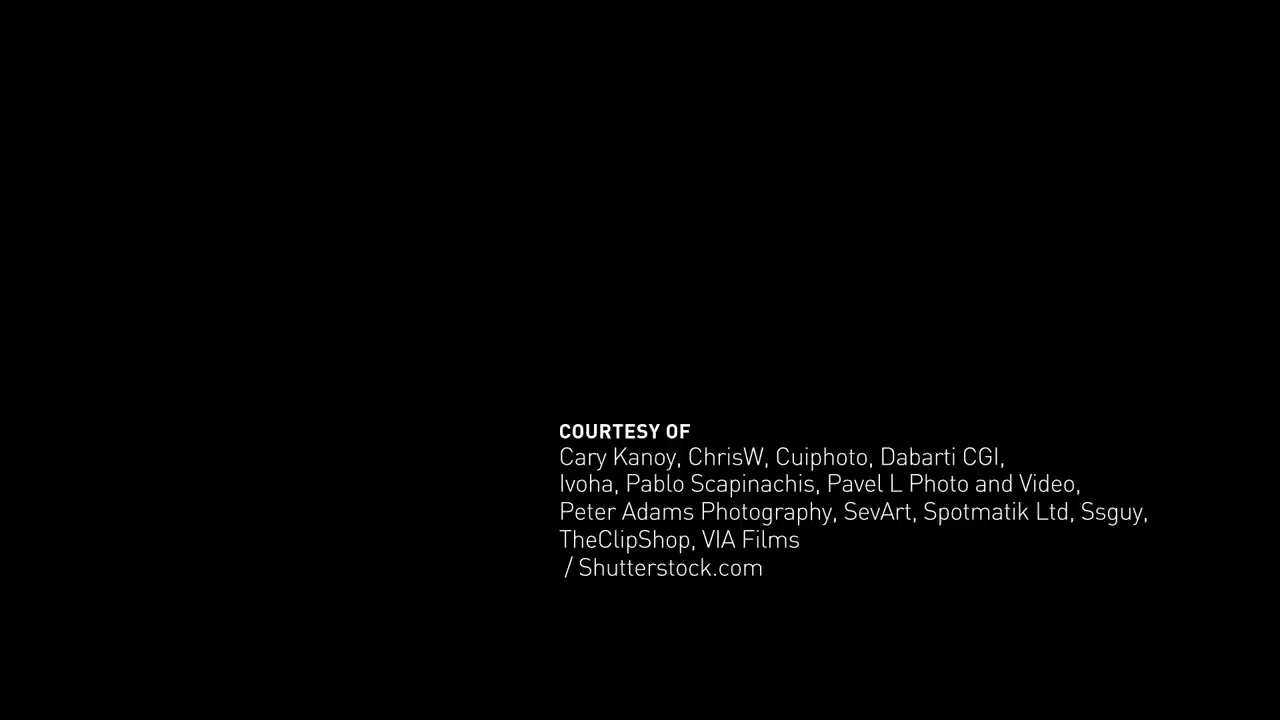 COURTESY OF
Cary Kanoy, ChrisW, Cuiphoto, Dabarti CGI,
Ivoha, Pablo Scapinachis, Pavel L Photo and Video,
Peter Adams Photography, SevArt, Spotmatik Ltd, Ssguy,
TheClipShop, VIA Films
/ Shutterstock.com